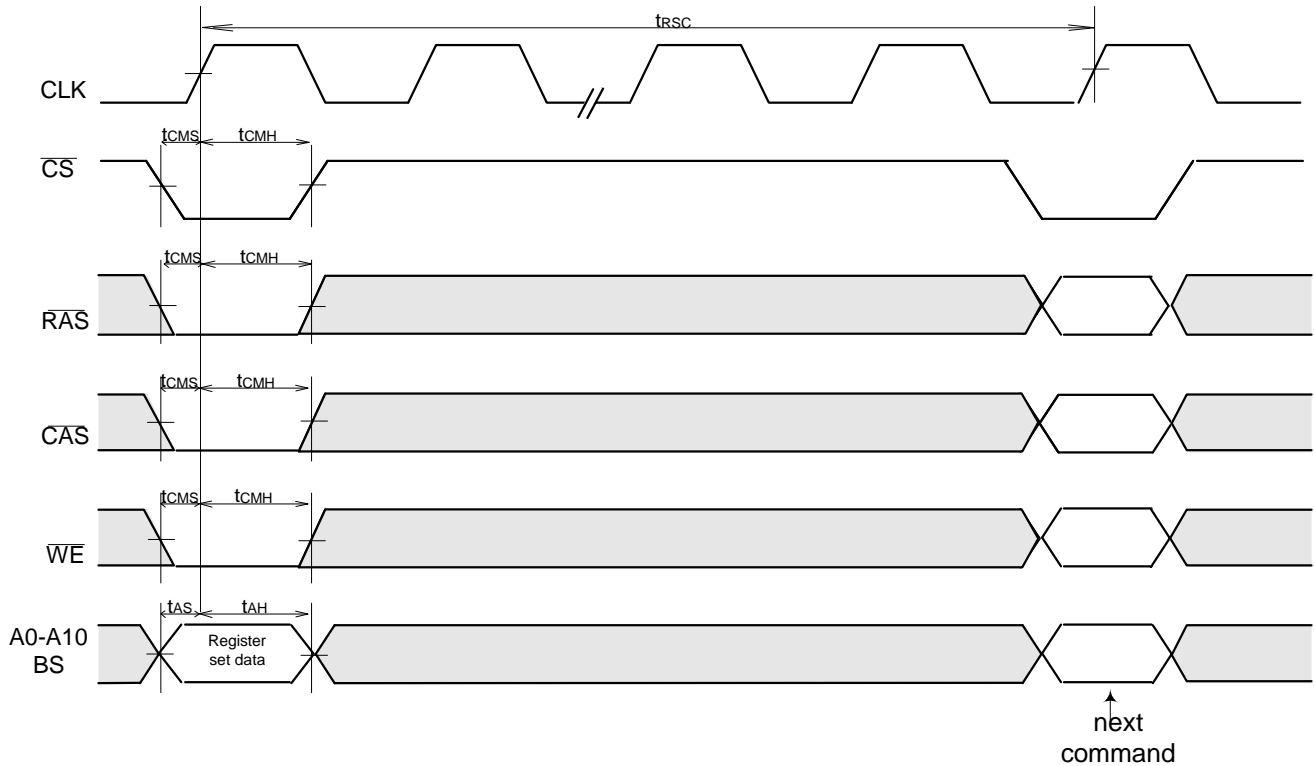 tRSC
CLK
tCMS tCMH
CS
tCMS tCMH
RAS
tCMS tCMH
CAS
tCMS tCMH
WE
tAS tAH
A0-A10
BS
Register
set data
next
command